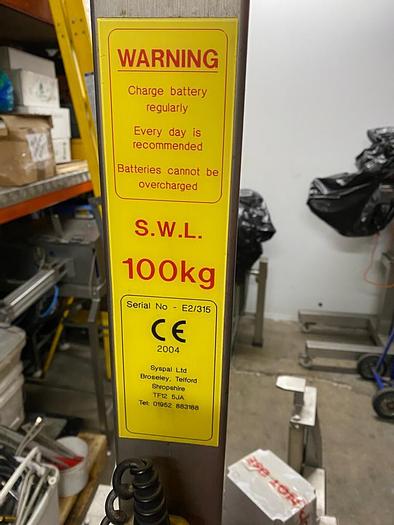 WARNING
Charge battery
regularly
Every day is
recommended
Batteries cannot be
overcharged
S.W.L.
100kg
Serial No - E2/315
CE
2004
Syspal Ltd
Broseley, Telford
Shropshire
TF12 5JA
Tel: 01952 883188